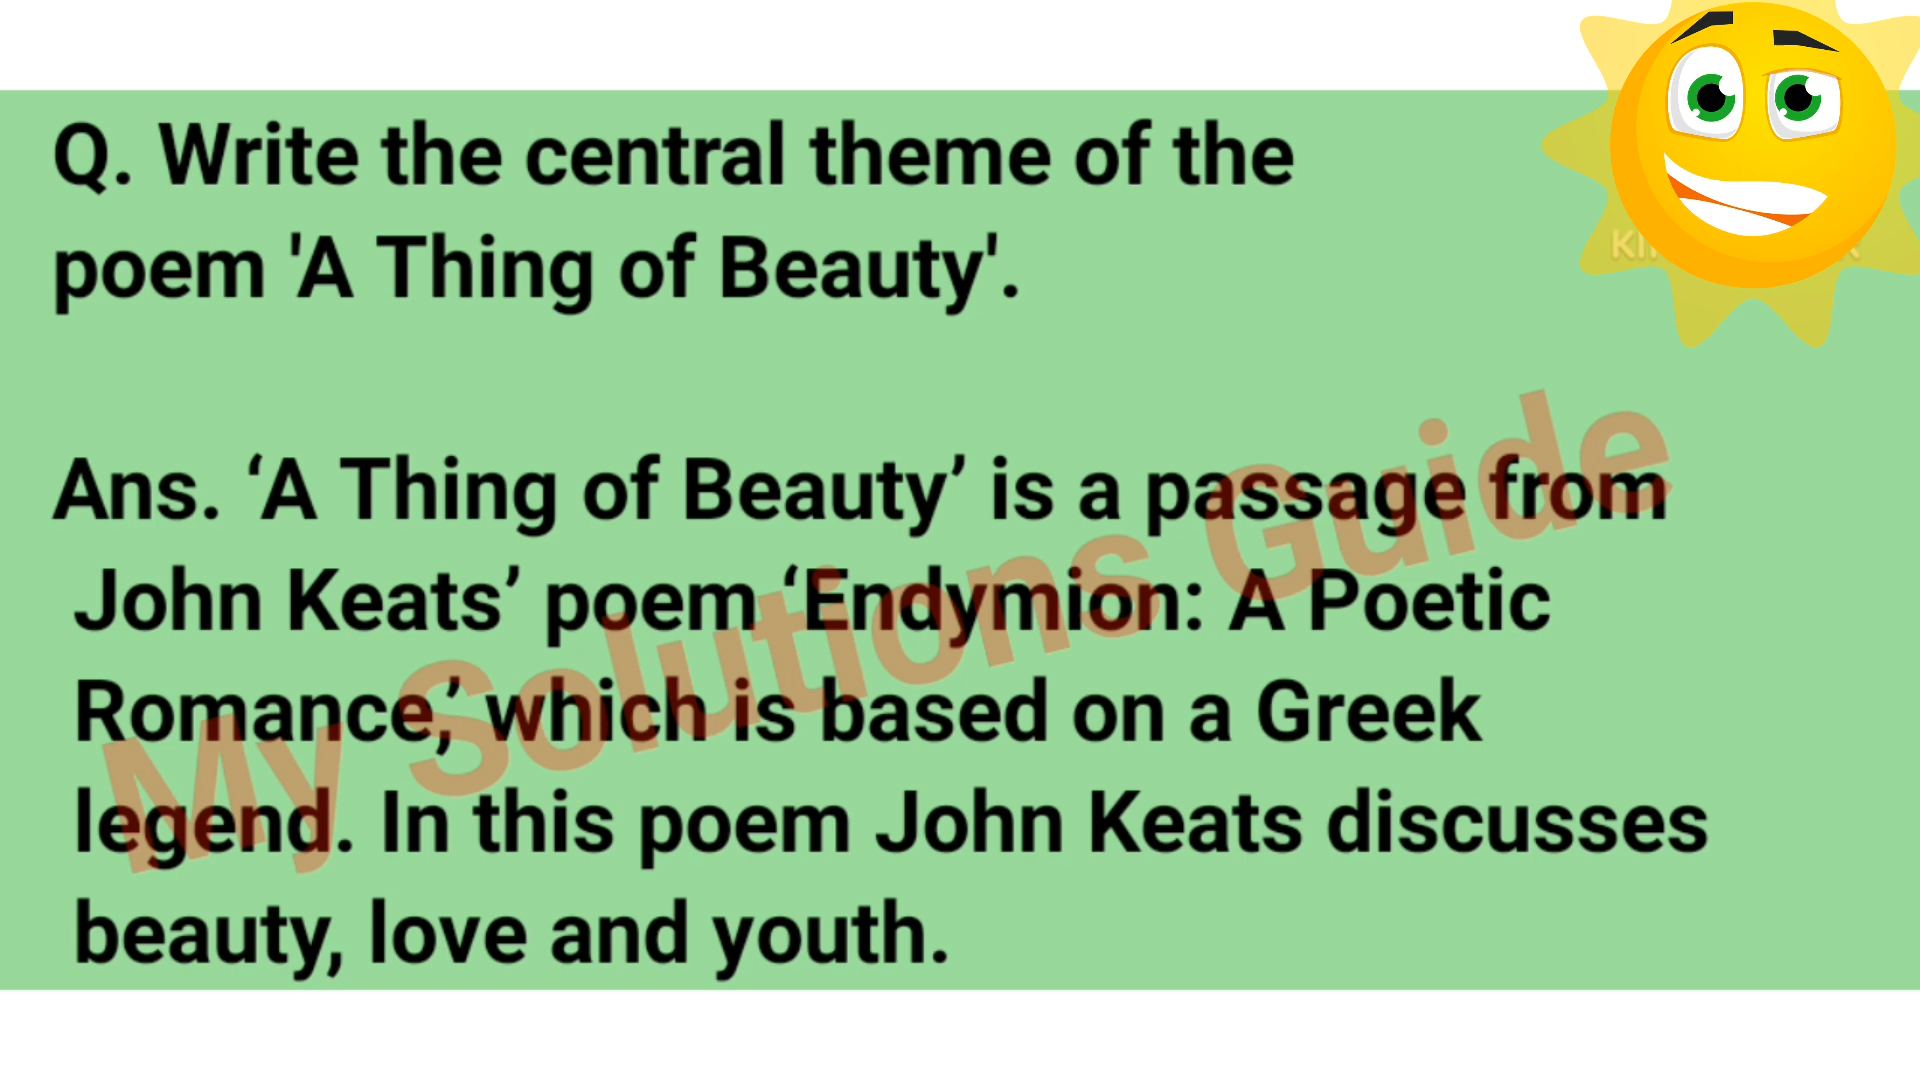 Q. Write the central theme of the
poem 'A Thing of Beauty'.
Ans. ‘A Thing of Beauty’ is a passage from
John Keats’ poem ‘Endymion: A Poetic
Romance,’ which is based on a Greek
legend. In this poem John Keats discusses
beauty, love and youth.
My Solutions Guide